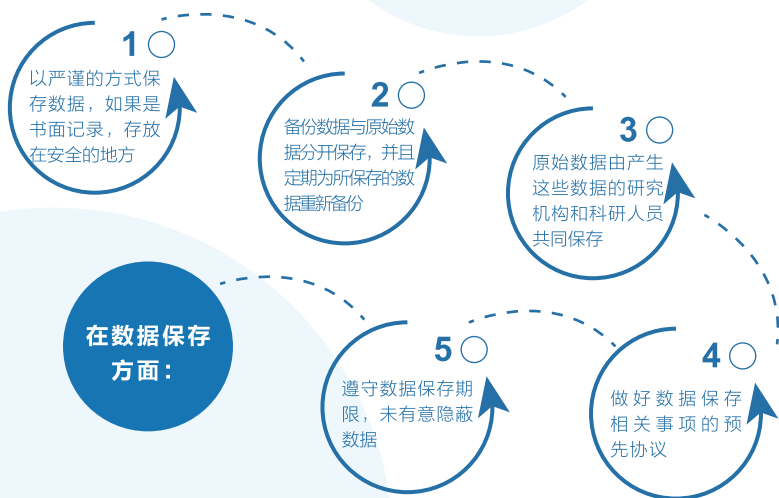 1
以严谨的方式保
存数据，如果是
书面记录，存放
在安全的地方
2
备份数据与原始数
据分开保存，并且
定期为所保存的数
据重新备份
3
原始数据由产生
这些数据的研究
机构和科研人员
共同保存
在数据保存
方面：
5
遵守数据保存期
限，未有意隐蔽
数据
4
做好数据保存
相关事项的预
先协议